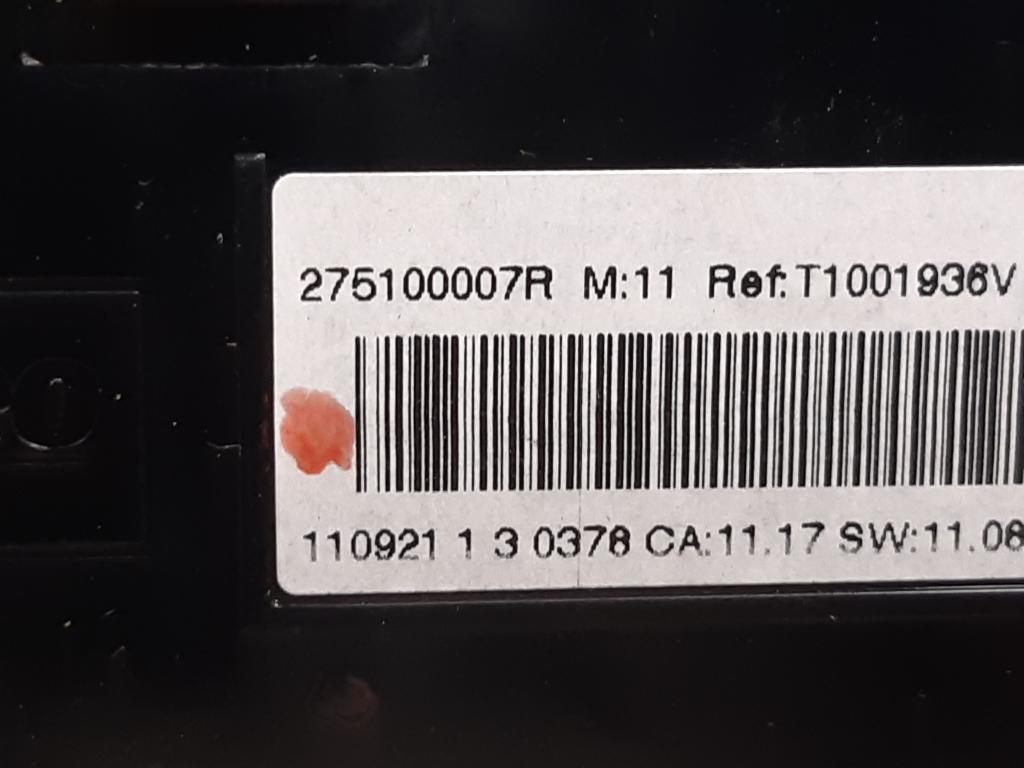 275100007R M:11 Ref:T1001936V
110921 1 3 0378 CA:11.17 SW:11.08